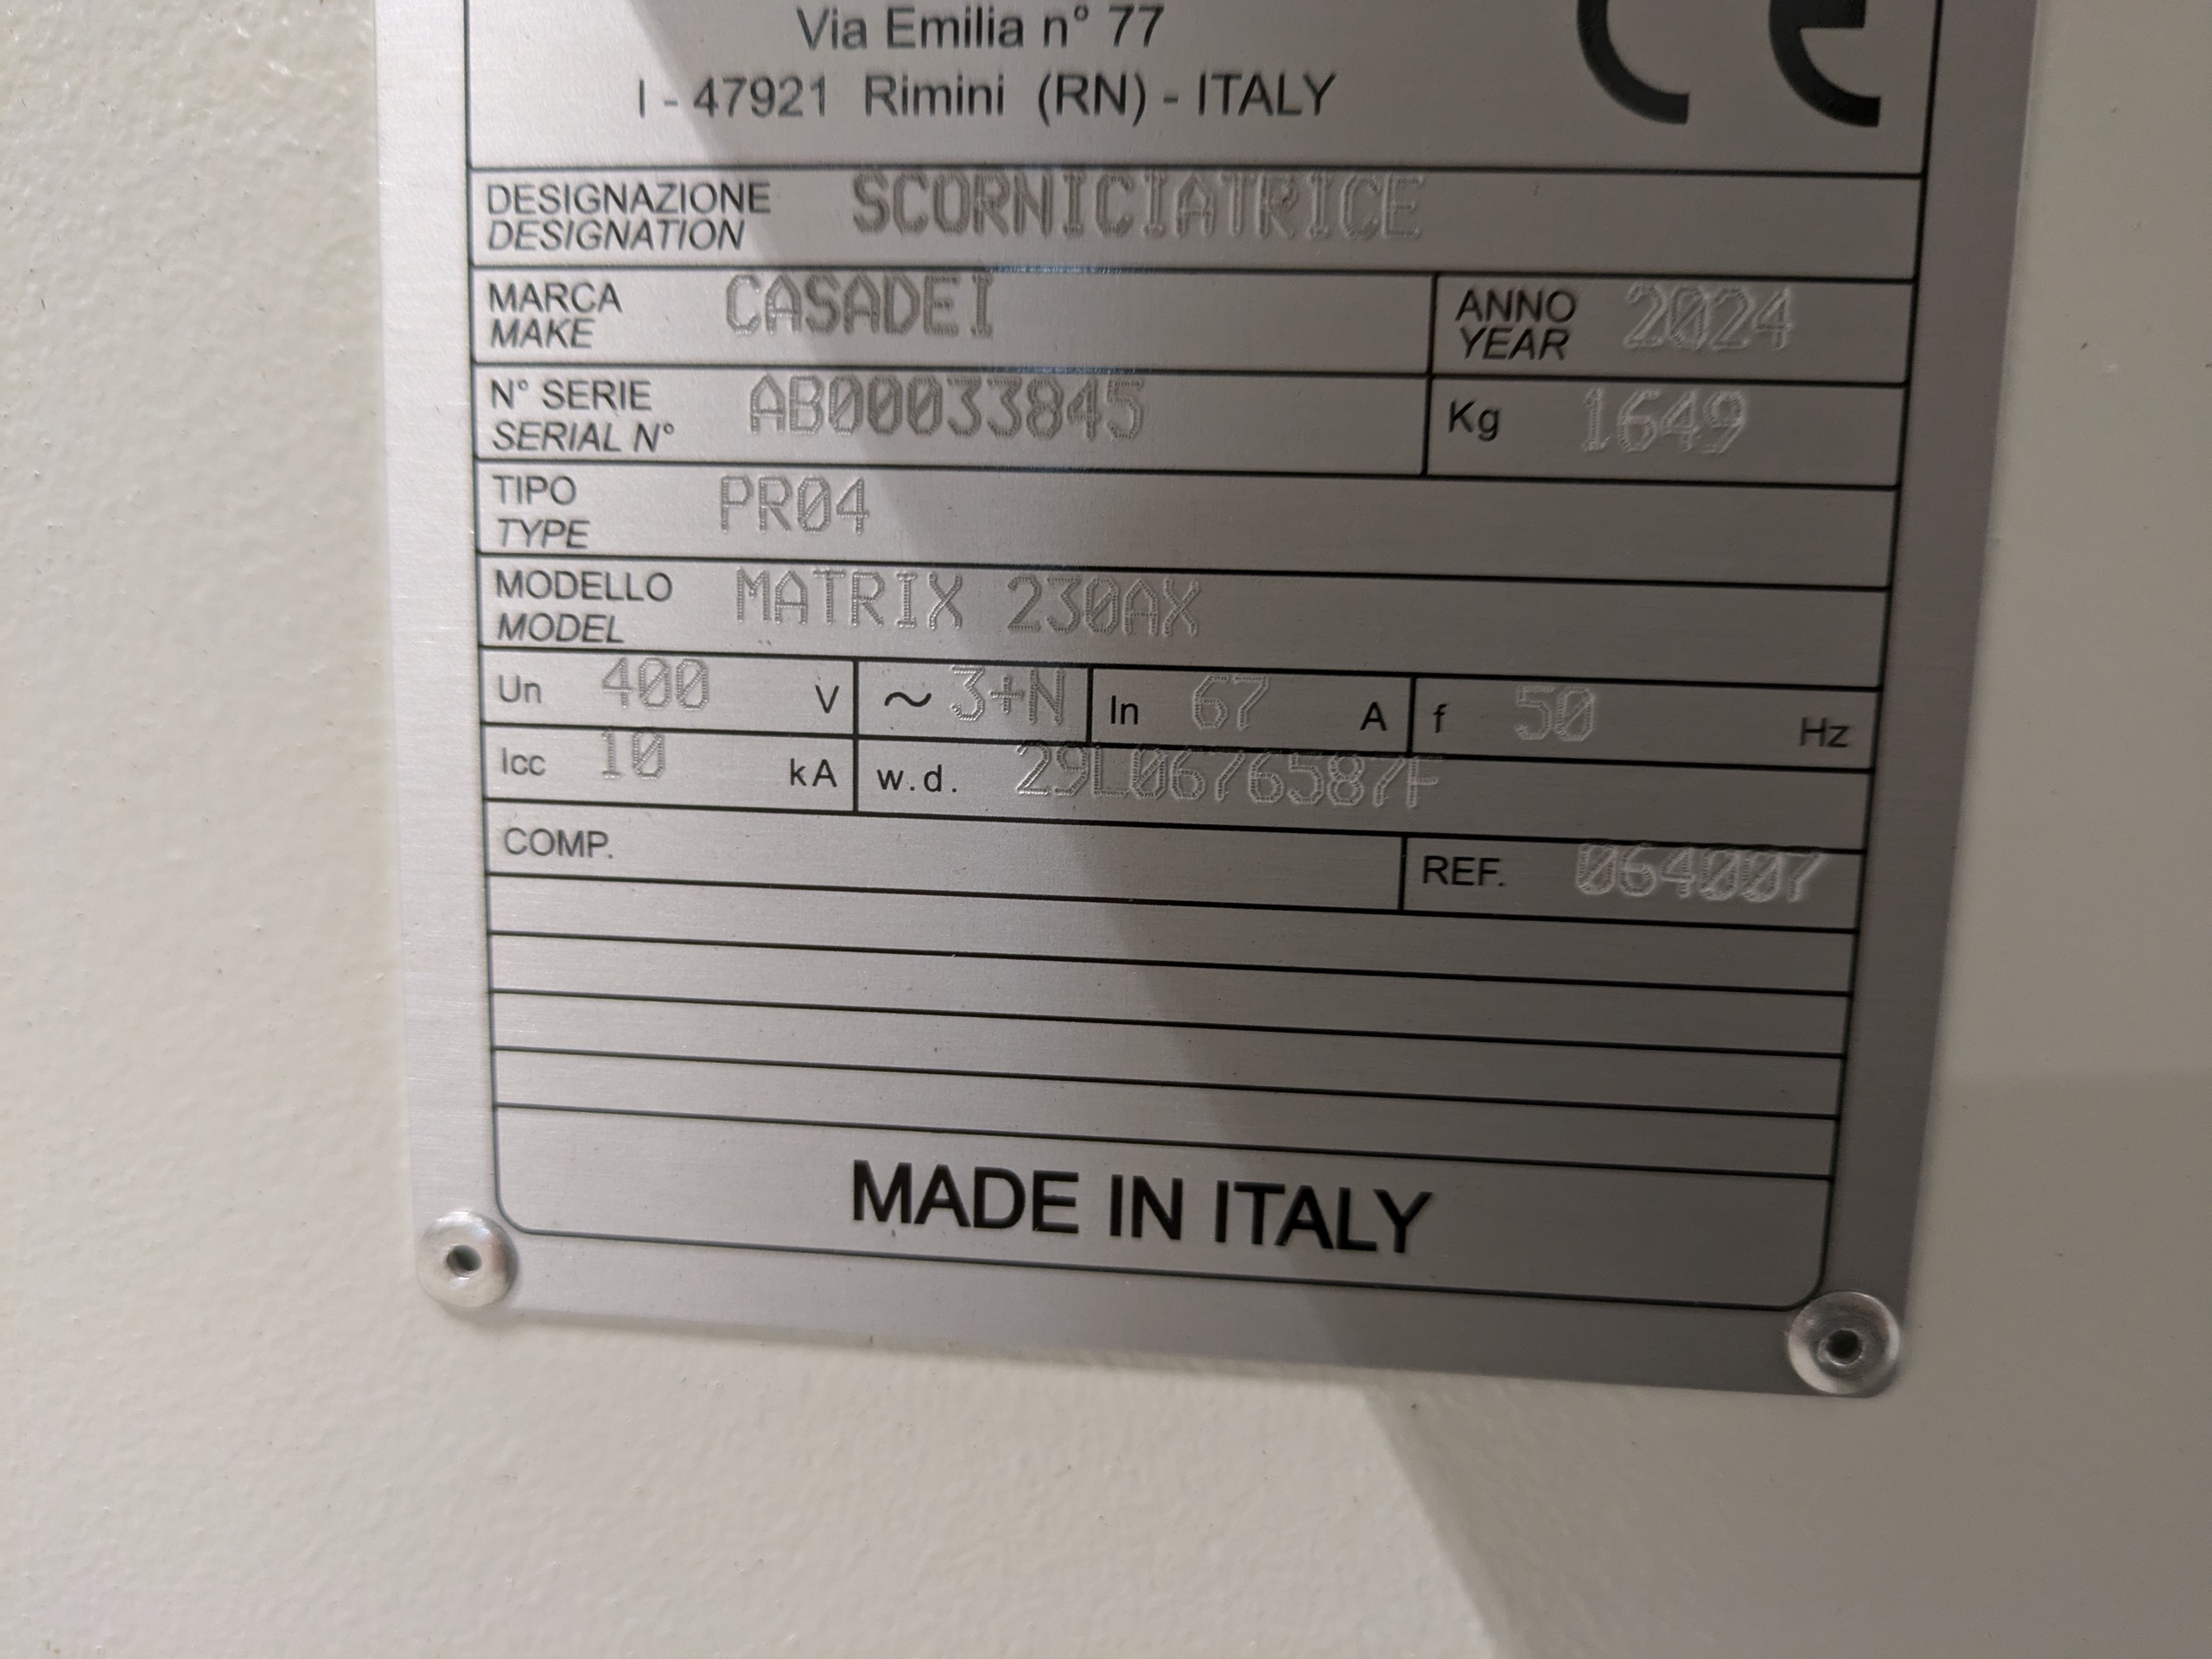 Via Emilia n° 77
I - 47921 Rimini (RN) - ITALY
CE
DESIGNAZIONE SCORNICIATRICE
DESIGNATION
MARCA CASADEI ANNO 2024
MAKE YEAR
N° SERIE AB00033845 Kg 1649
SERIAL N°
TIPO PR04
TYPE
MODELLO MATRIX 230AX
MODEL
Un 400 V ~ 3+N In 67 A f 50 Hz
Icc 10 kA w.d. 29L0676587F
COMP. REF. 064007
MADE IN ITALY